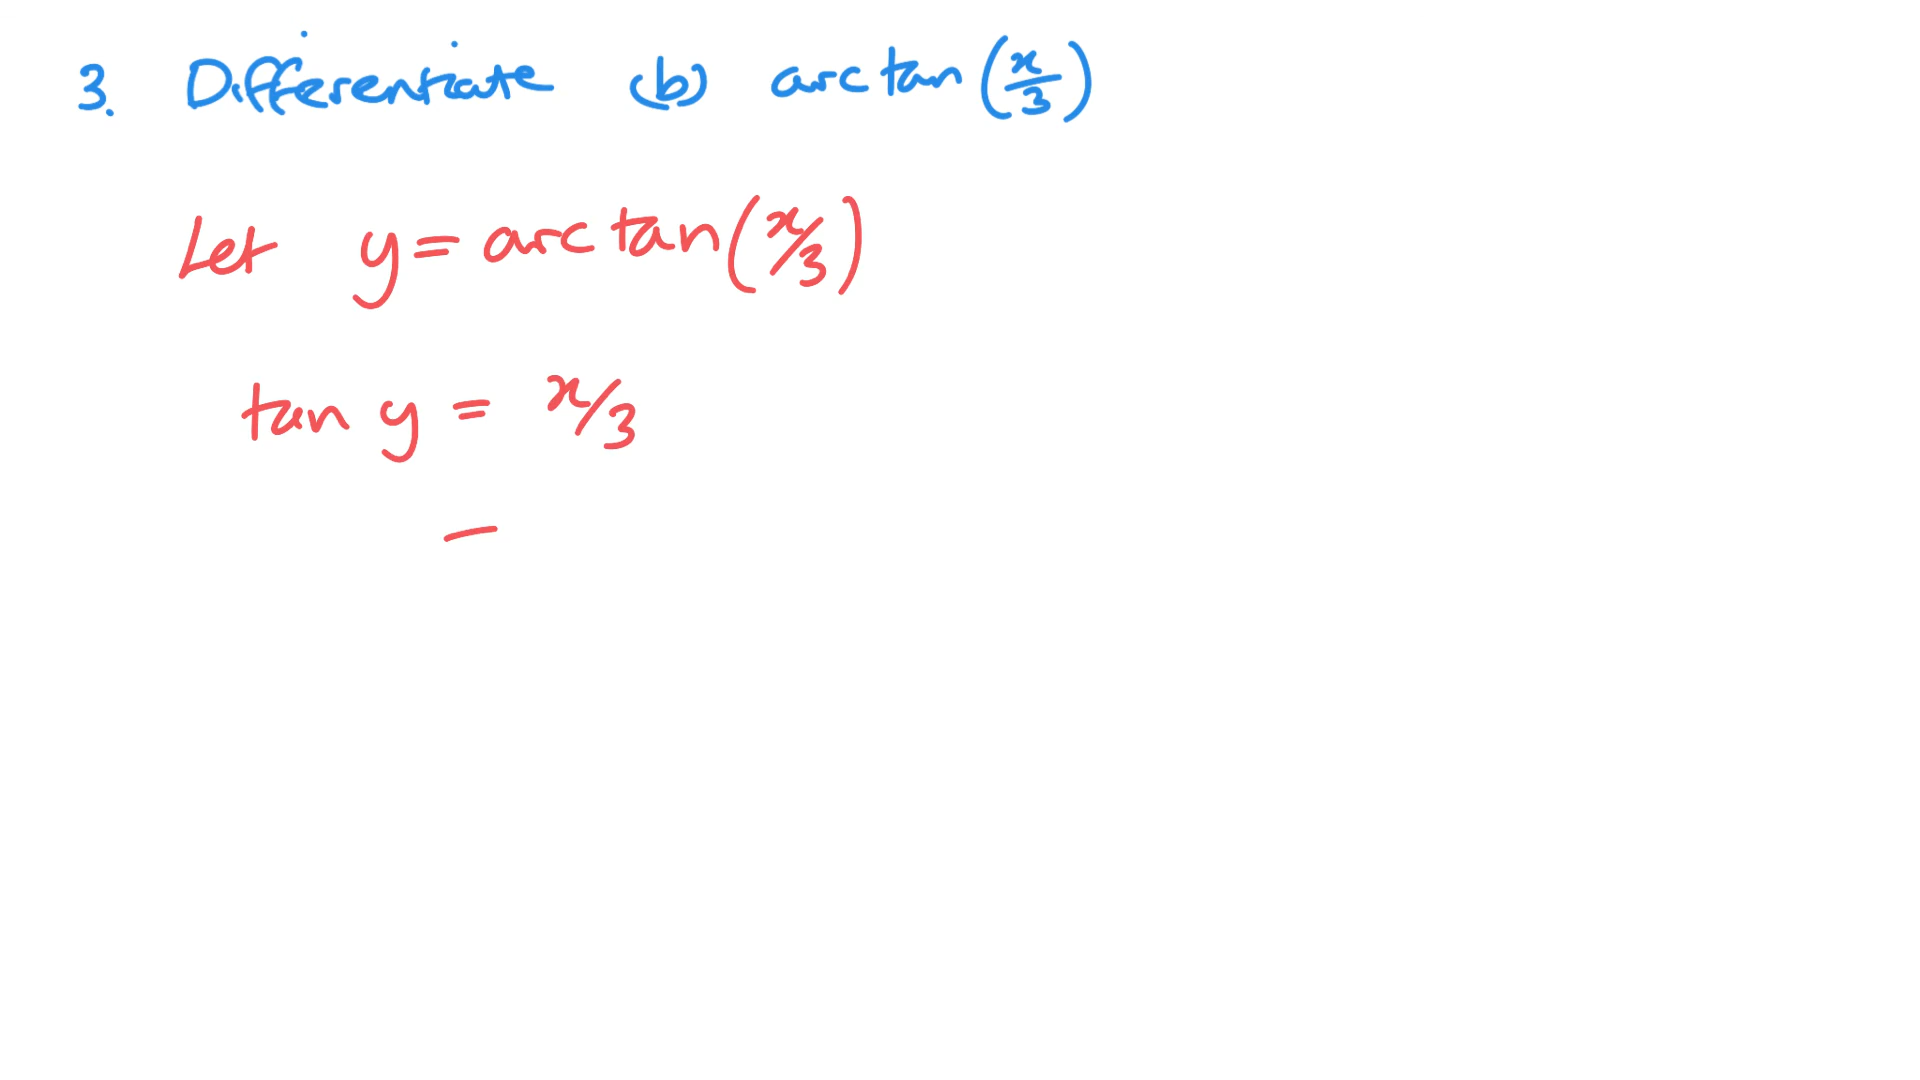 3. Differentiate (b) arctan(x/3)
Let y = arctan(x/3)
tan y = x/3
—